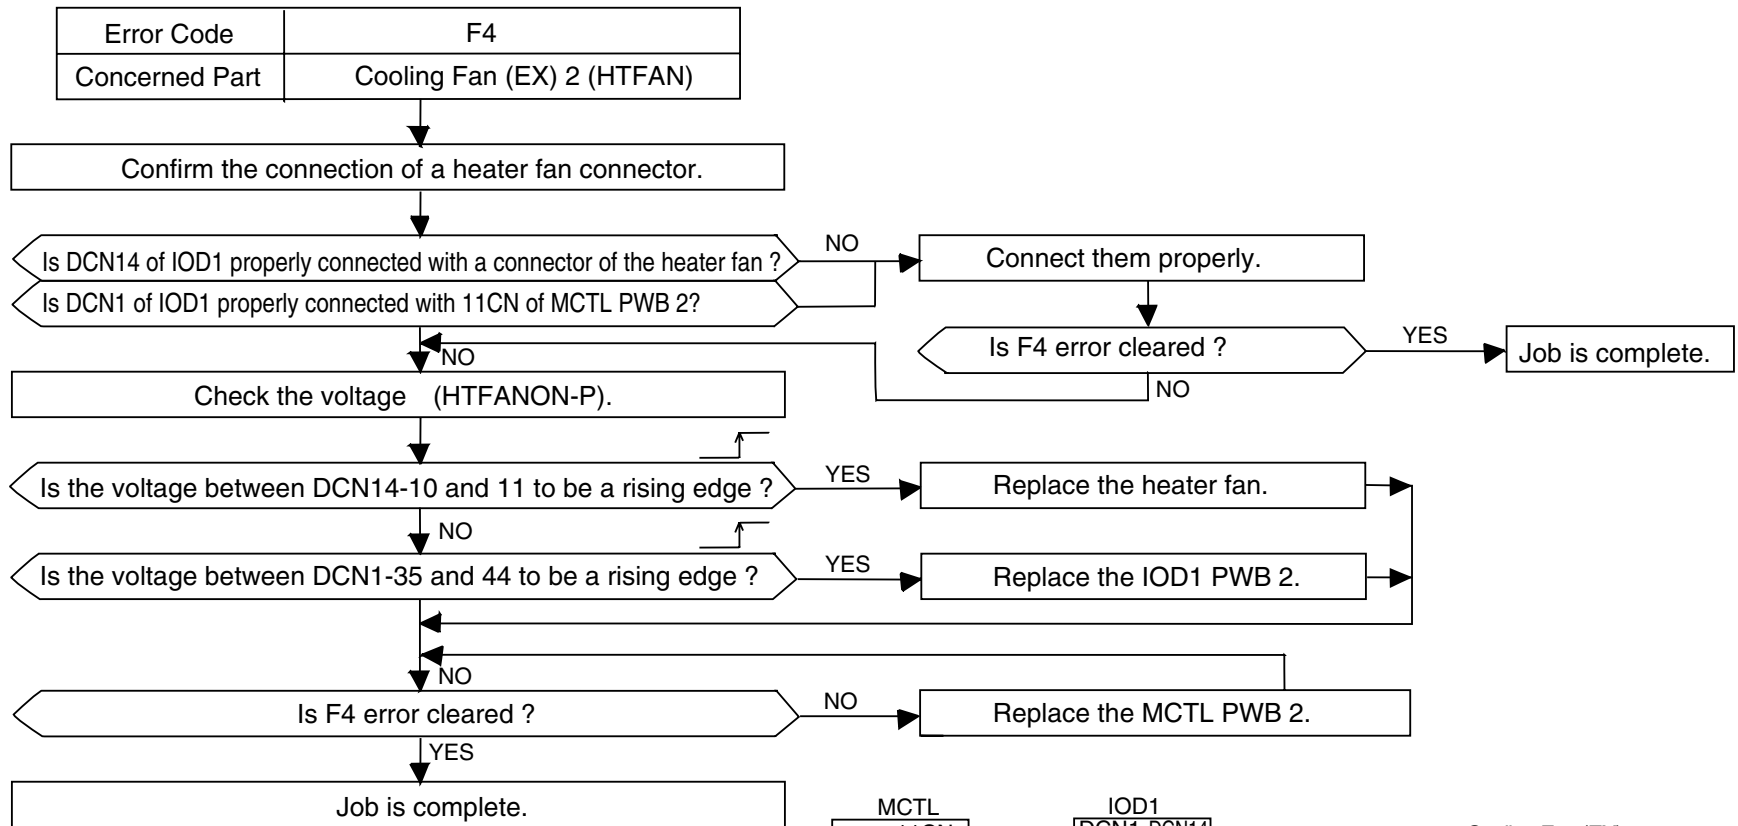 Error Code F4
Concerned Part Cooling Fan (EX) 2 (HTFAN)
Confirm the connection of a heater fan connector.
Is DCN14 of IOD1 properly connected with a connector of the heater fan ?
NO
Connect them properly.
Is DCN1 of IOD1 properly connected with 11CN of MCTL PWB 2?
Is F4 error cleared ?
YES
Job is complete.
NO
NO
Check the voltage (HTFANON-P).
Is the voltage between DCN14-10 and 11 to be a rising edge ?
YES
Replace the heater fan.
NO
Is the voltage between DCN1-35 and 44 to be a rising edge ?
YES
Replace the IOD1 PWB 2.
NO
Is F4 error cleared ?
NO
Replace the MCTL PWB 2.
YES
Job is complete.
MCTL
IOD1
DCN1 DCN14